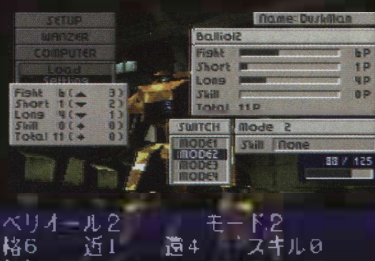 SETUP
WANZER
COMPUTER
Load
Setting
Name: DuskMan
Balliol2
Fight 6P
Short 1P
Long 4P
Skill 0P
Total 11P
Fight 6(▲ 3)
Short 1(▼ 2)
Long 4(▼ 1)
Skill 0(◆ 0)
Total 11(◆ 0)
SWITCH
MODE1
MODE2
MODE3
MODE4
Mode 2
Skill None
88 / 125
ベリオール2 モード2
格6 近1 遠4 スキル0